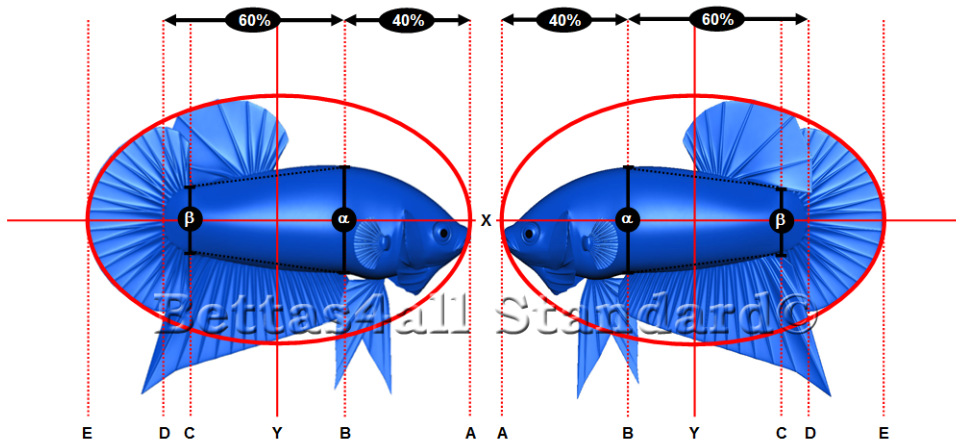 60% 40% 40% 60%
β α X α β
Bettas4all Standard©
E D C Y B A A B Y C D E